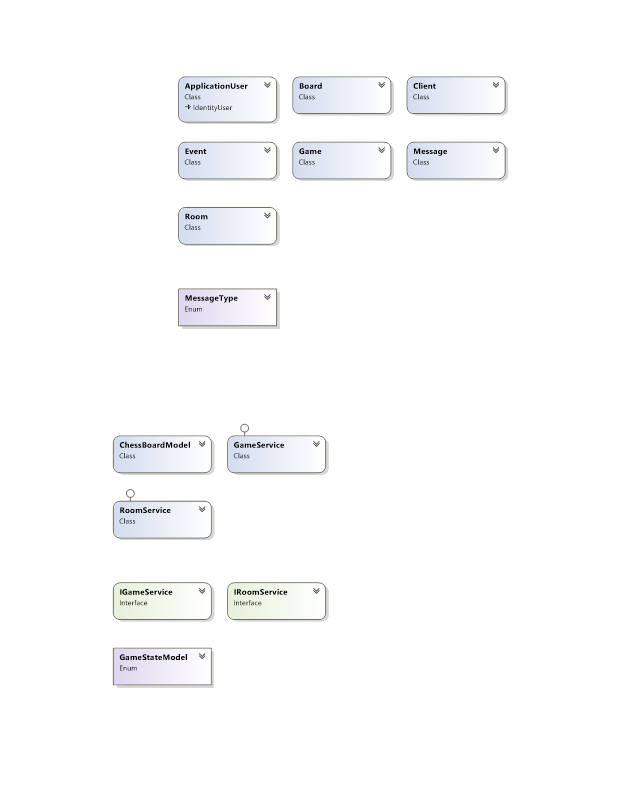 ApplicationUser
Class
IdentityUser
Board
Class
Client
Class
Event
Class
Game
Class
Message
Class
Room
Class
MessageType
Enum
ChessBoardModel
Class
GameService
Class
RoomService
Class
IGameService
Interface
IRoomService
Interface
GameStateModel
Enum